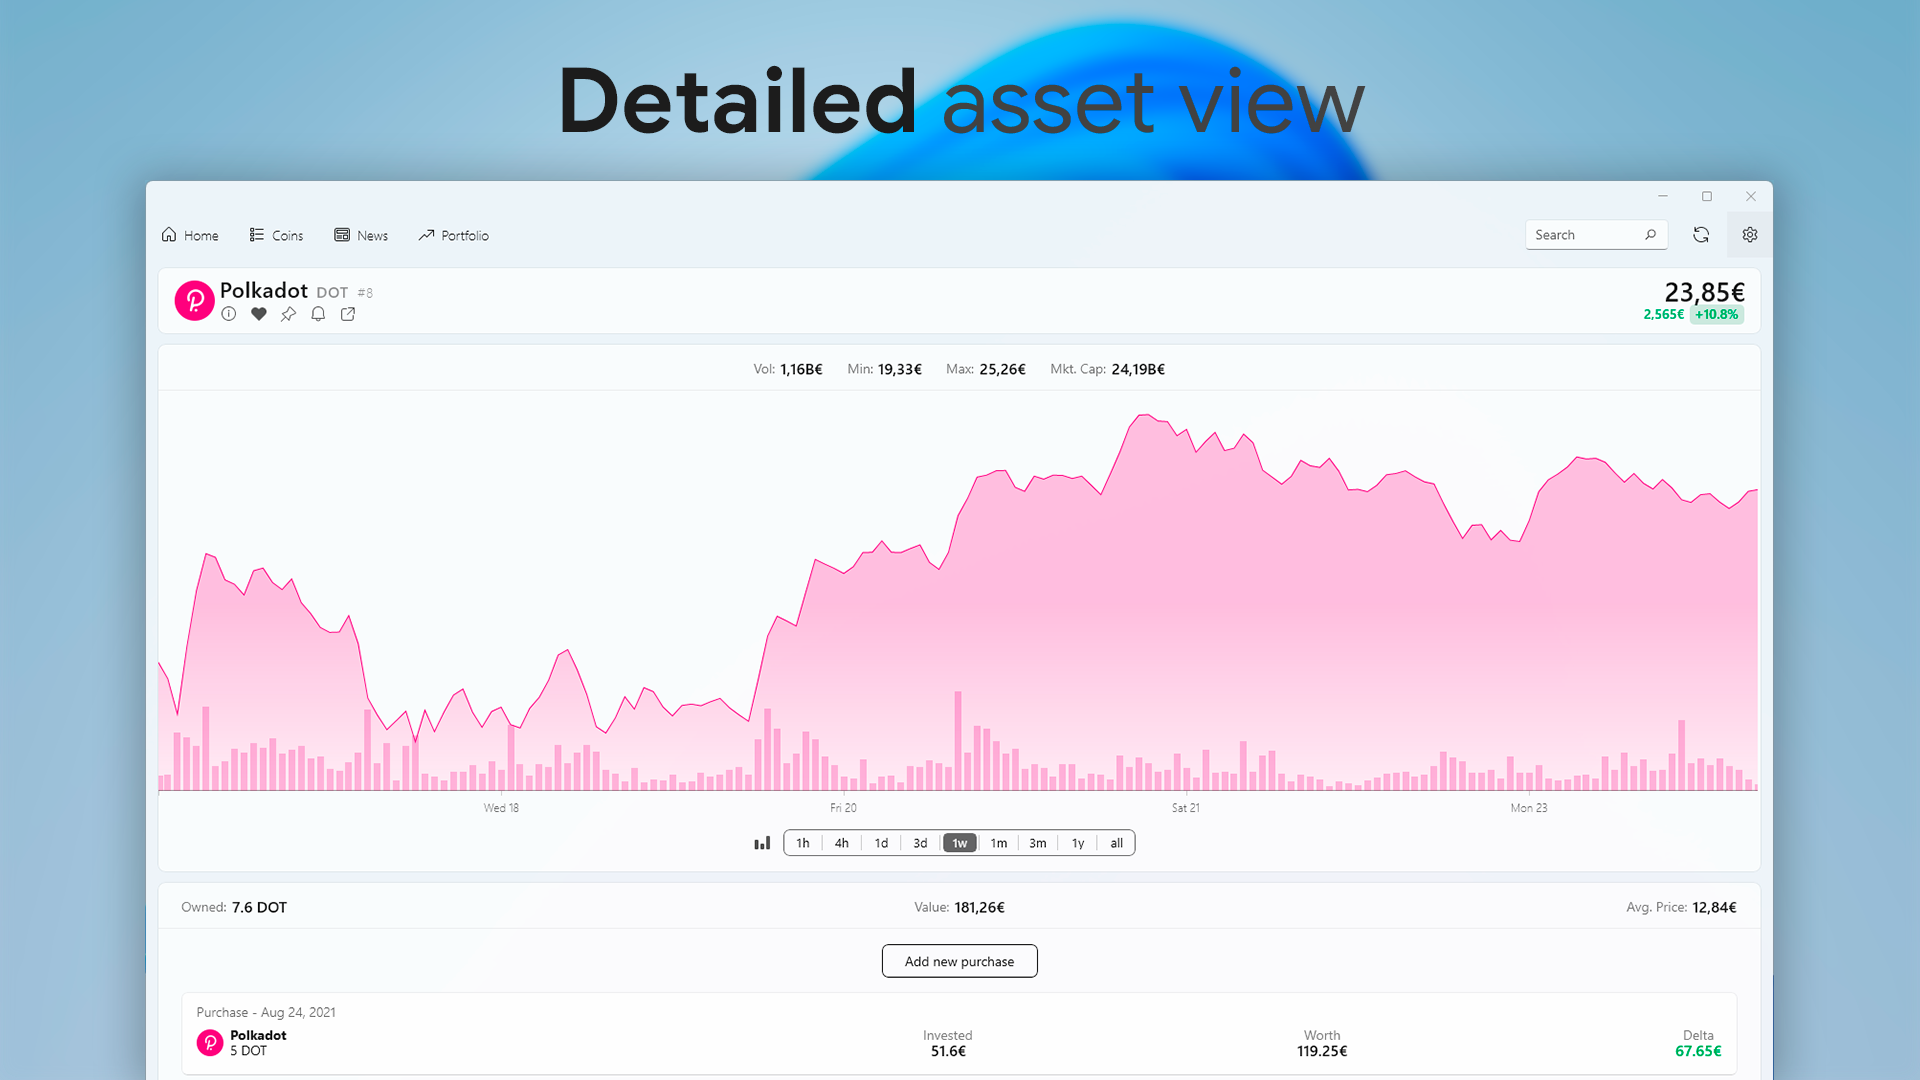 Detailed asset view
Home Coins News Portfolio Search
Polkadot DOT #8
23,85€
2,565€ +10.8%
Vol: 1,16B€ Min: 19,33€ Max: 25,26€ Mkt. Cap: 24,19B€
Wed 18 Fri 20 Sat 21 Mon 23
1h 4h 1d 3d 1w 1m 3m 1y all
Owned: 7.6 DOT Value: 181,26€ Avg. Price: 12,84€
Add new purchase
Purchase - Aug 24, 2021
Polkadot Invested Worth Delta
5 DOT 51.6€ 119.25€ 67.65€